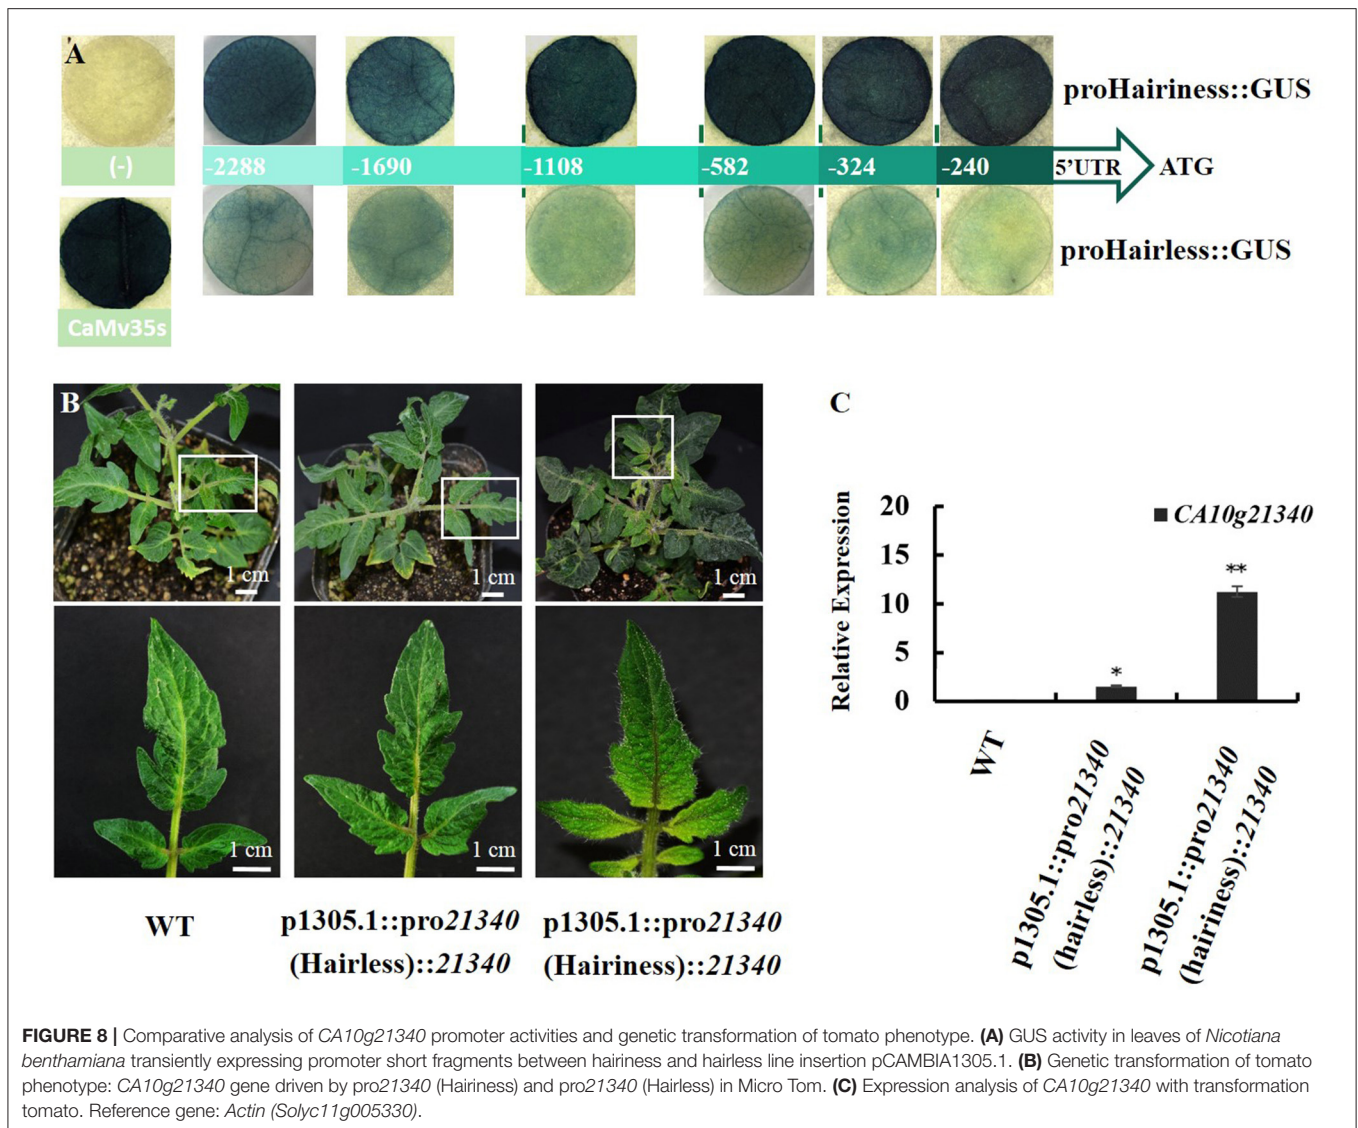 A
proHairiness::GUS
(-)
-2288 -1690 -1108 -582 -324 -240 5'UTR ATG
proHairless::GUS
CaMv35s
B
1 cm 1 cm 1 cm
1 cm 1 cm 1 cm
WT
p1305.1::pro21340
(Hairless)::21340
p1305.1::pro21340
(Hairiness)::21340
C
Relative Expression
20
15
10
5
0
CA10g21340
*
**
WT
p1305.1::pro21340
(hairless)::21340
p1305.1::pro21340
(hairiness)::21340
FIGURE 8 | Comparative analysis of CA10g21340 promoter activities and genetic transformation of tomato phenotype. (A) GUS activity in leaves of Nicotiana
benthamiana transiently expressing promoter short fragments between hairiness and hairless line insertion pCAMBIA1305.1. (B) Genetic transformation of tomato
phenotype: CA10g21340 gene driven by pro21340 (Hairiness) and pro21340 (Hairless) in Micro Tom. (C) Expression analysis of CA10g21340 with transformation
tomato. Reference gene: Actin (Solyc11g005330).